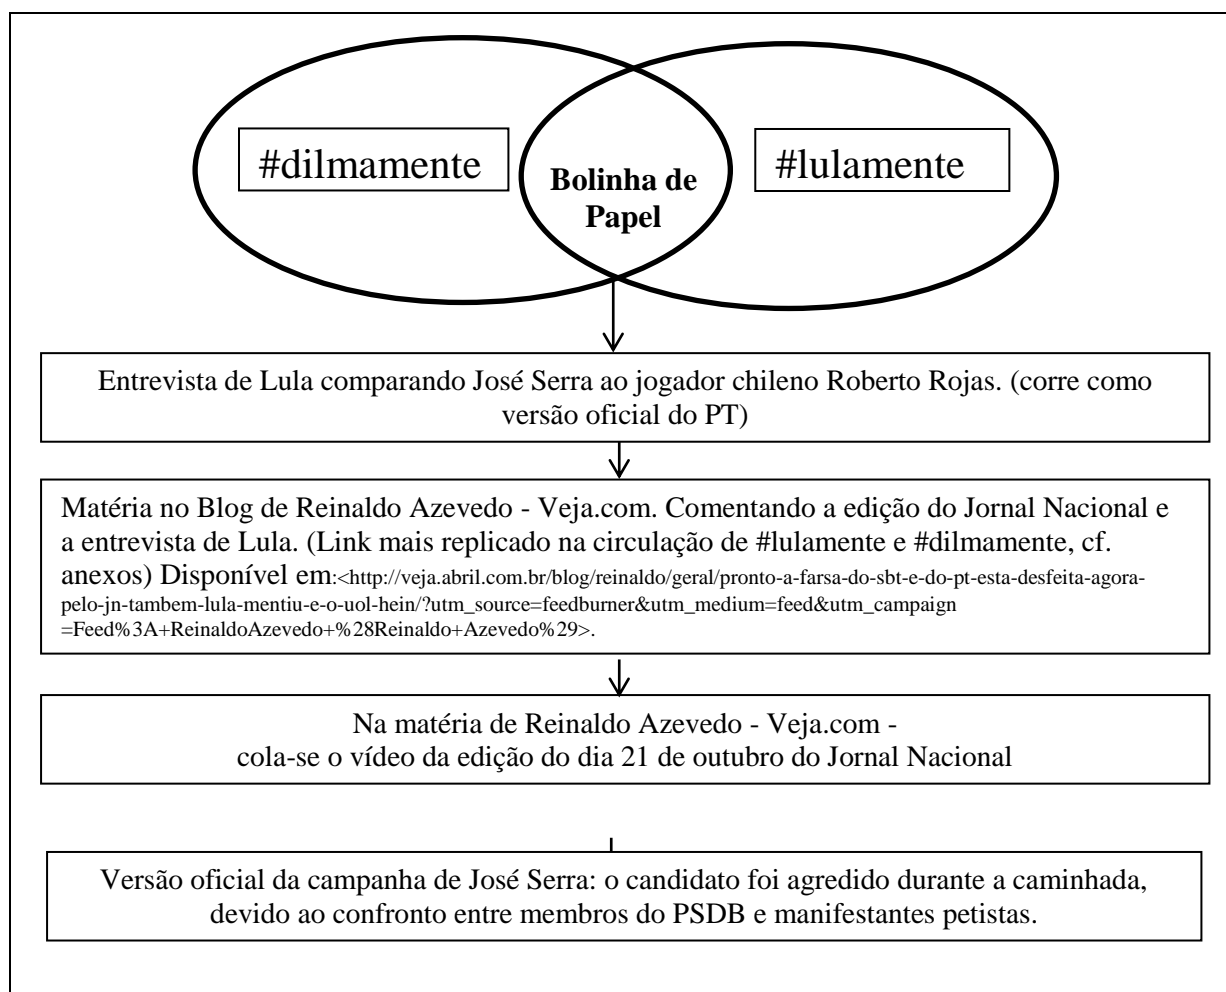 #dilmamente
#lulamente
Bolinha de
Papel
Entrevista de Lula comparando José Serra ao jogador chileno Roberto Rojas. (corre como
versão oficial do PT)
Matéria no Blog de Reinaldo Azevedo - Veja.com. Comentando a edição do Jornal Nacional e
a entrevista de Lula. (Link mais replicado na circulação de #lulamente e #dilmamente, cf.
anexos) Disponível em:<http://veja.abril.com.br/blog/reinaldo/geral/pronto-a-farsa-do-sbt-e-do-pt-esta-desfeita-agora-
pelo-jn-tambem-lula-mentiu-e-o-uol-hein/?utm_source=feedburner&utm_medium=feed&utm_campaign
=Feed%3A+ReinaldoAzevedo+%28Reinaldo+Azevedo%29>.
Na matéria de Reinaldo Azevedo - Veja.com -
cola-se o vídeo da edição do dia 21 de outubro do Jornal Nacional
Versão oficial da campanha de José Serra: o candidato foi agredido durante a caminhada,
devido ao confronto entre membros do PSDB e manifestantes petistas.